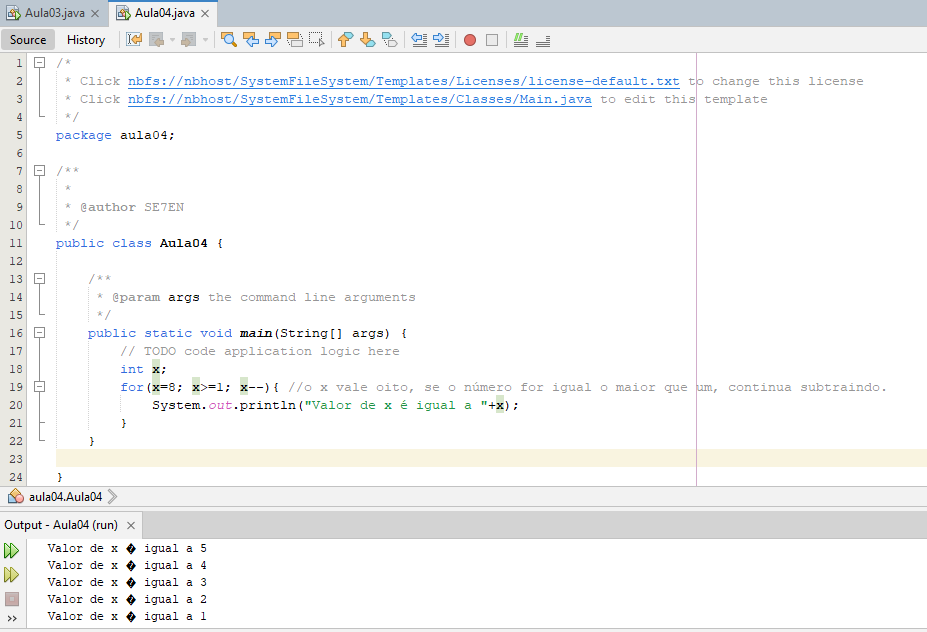 Aula03.java Aula04.java
Source History
1 /*
2 * Click nbfs://nbhost/SystemFileSystem/Templates/Licenses/license-default.txt to change this license
3 * Click nbfs://nbhost/SystemFileSystem/Templates/Classes/Main.java to edit this template
4 */
5 package aula04;
6
7 /**
8 *
9 * @author SE7EN
10 */
11 public class Aula04 {
12
13 /**
14 * @param args the command line arguments
15 */
16 public static void main(String[] args) {
17 // TODO code application logic here
18 int x;
19 for(x=8; x>=1; x--){ //o x vale oito, se o número for igual o maior que um, continua subtraindo.
20 System.out.println("Valor de x é igual a "+x);
21 }
22 }
23
24 }
aula04.Aula04
Output - Aula04 (run)
Valor de x � igual a 5
Valor de x � igual a 4
Valor de x � igual a 3
Valor de x � igual a 2
Valor de x � igual a 1